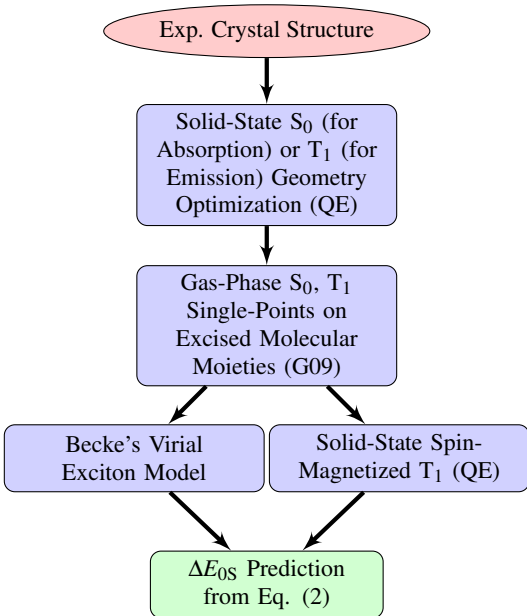 Exp. Crystal Structure
Solid-State S₀ (for
Absorption) or T₁ (for
Emission) Geometry
Optimization (QE)
Gas-Phase S₀, T₁
Single-Points on
Excised Molecular
Moieties (G09)
Becke's Virial
Exciton Model
Solid-State Spin-
Magnetized T₁ (QE)
ΔE₀S Prediction
from Eq. (2)